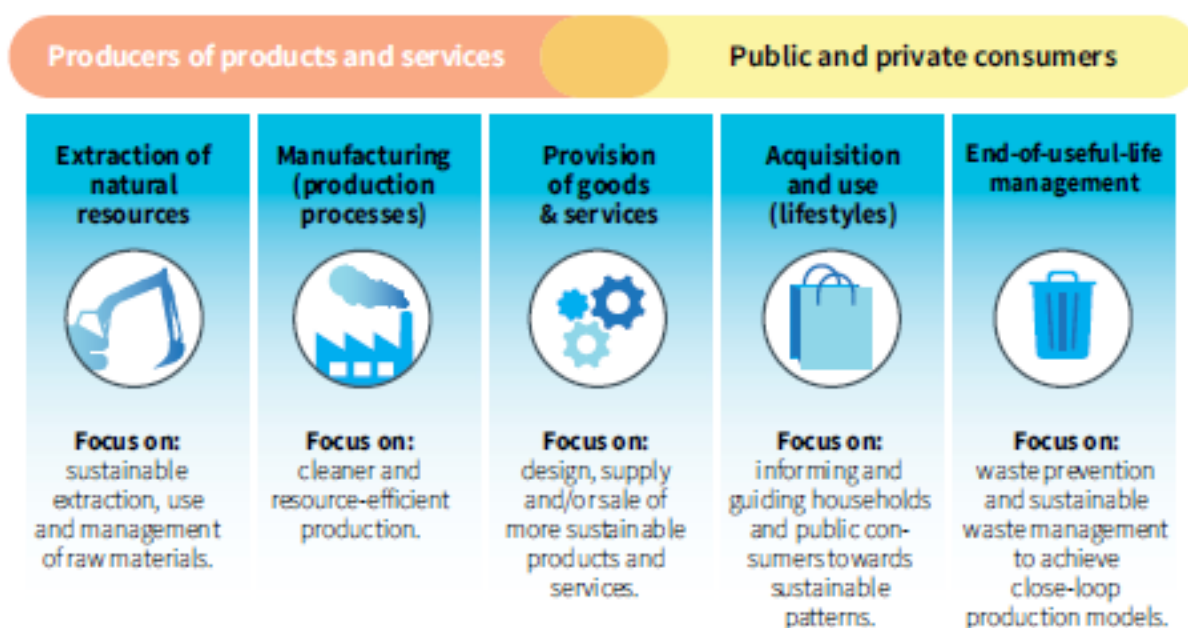 Producers of products and services
Public and private consumers
Extraction of
natural
resources
Focus on:
sustainable
extraction, use
and management
of raw materials.
Manufacturing
(production
processes)
Focus on:
cleaner and
resource-efficient
production.
Provision
of goods
& services
Focus on:
design, supply
and/or sale of
more sustainable
products and
services.
Acquisition
and use
(lifestyles)
Focus on:
informing and
guiding households
and public con-
sumers towards
sustainable
patterns.
End-of-useful-life
management
Focus on:
waste prevention
and sustainable
waste management
to achieve
close-loop
production models.